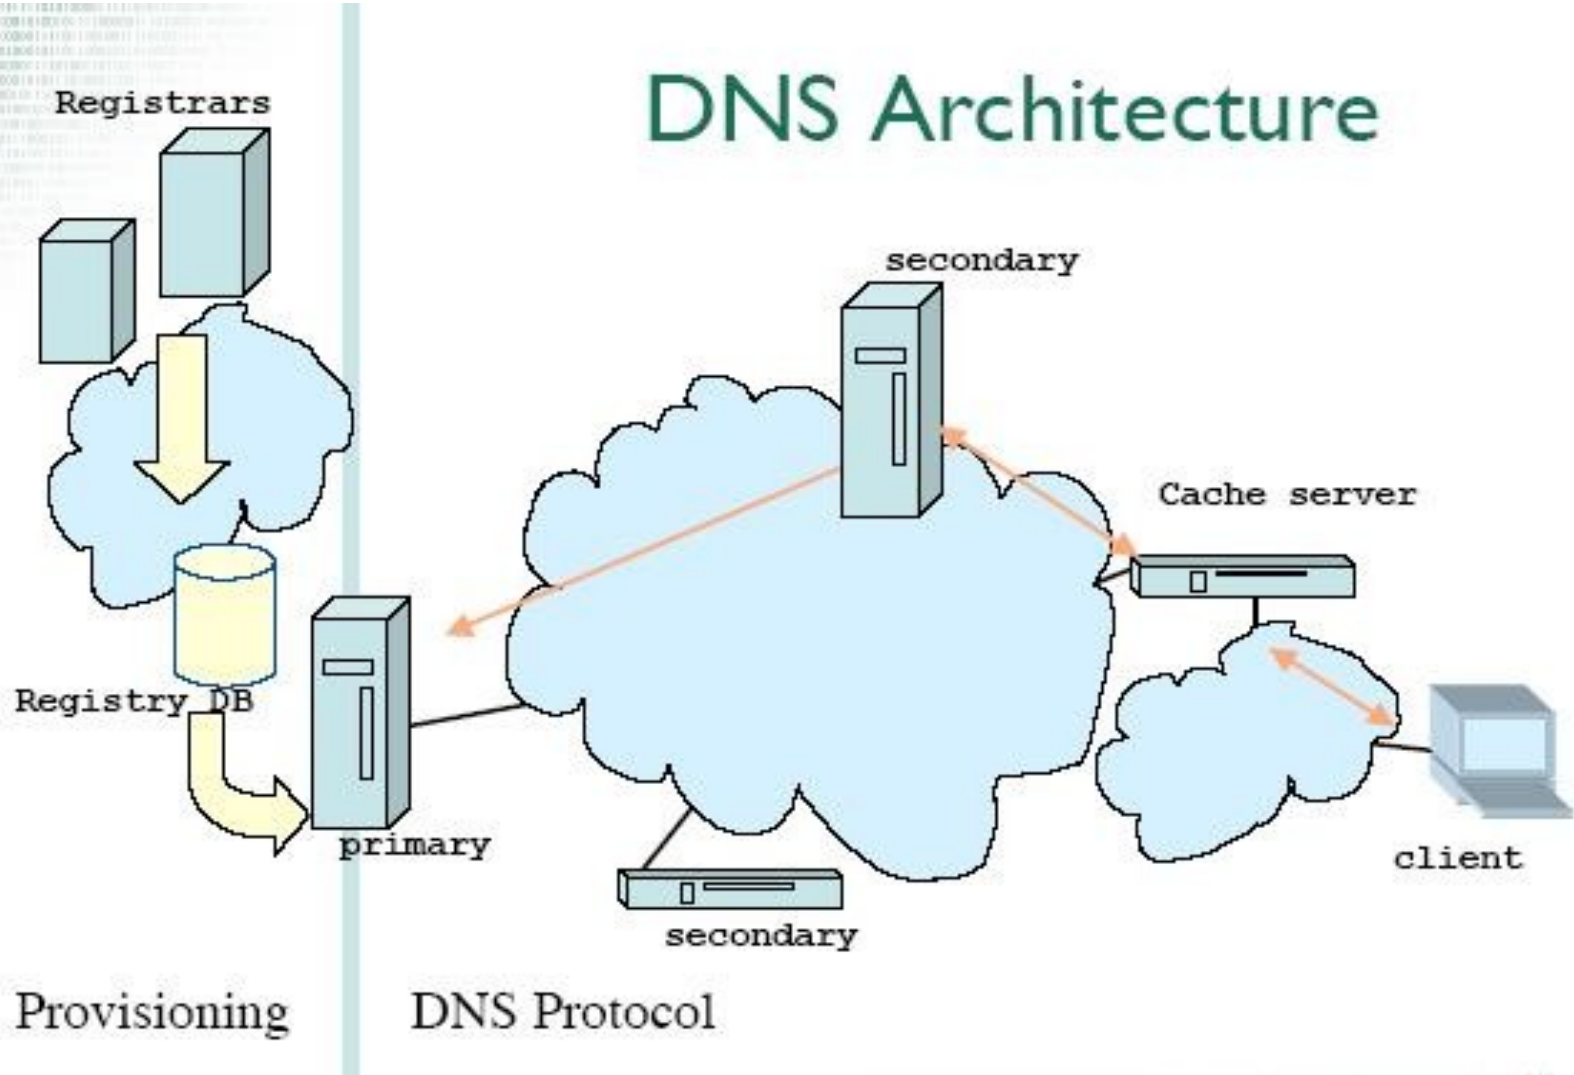 DNS Architecture
Registrars
secondary
Cache server
Registry DB
primary
client
secondary
Provisioning
DNS Protocol